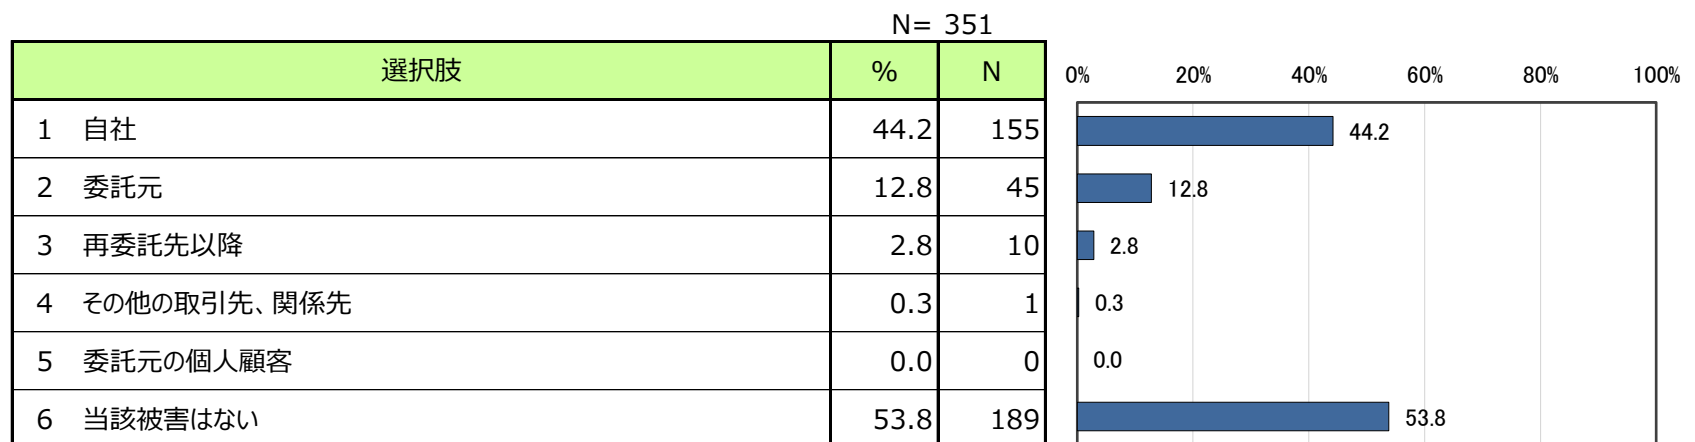 N= 351
選択肢 % N 0% 20% 40% 60% 80% 100%
1 自社 44.2 155 44.2
2 委託元 12.8 45 12.8
3 再委託先以降 2.8 10 2.8
4 その他の取引先、関係先 0.3 1 0.3
5 委託元の個人顧客 0.0 0 0.0
6 当該被害はない 53.8 189 53.8